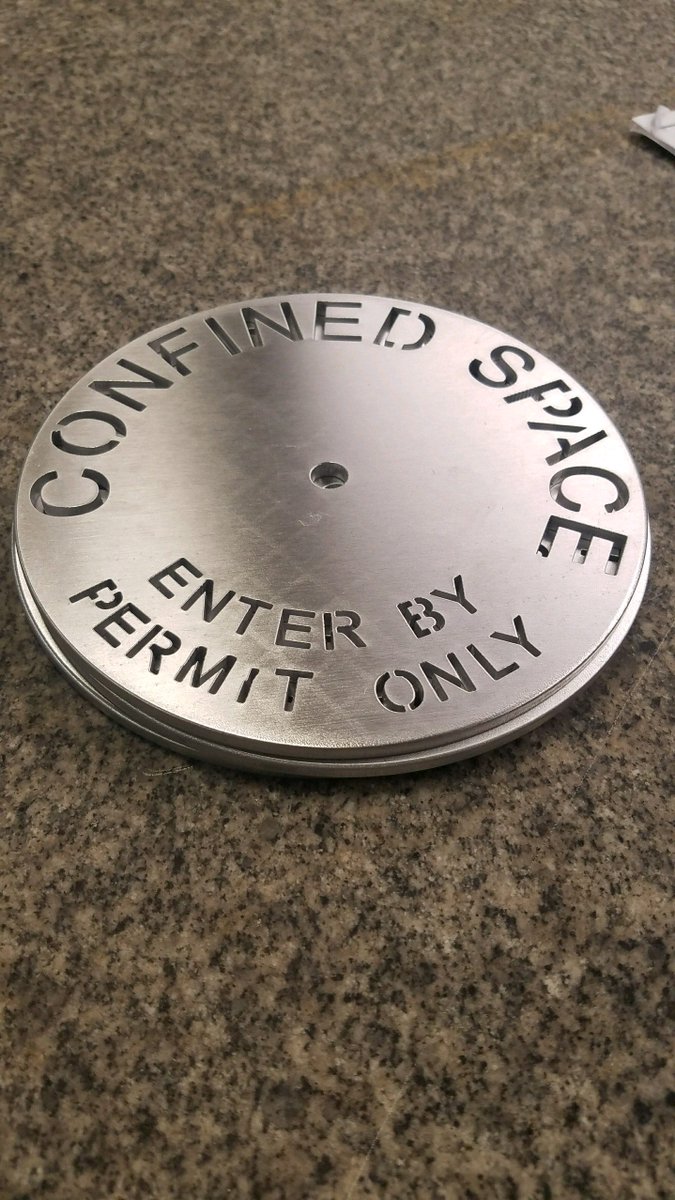 CONFINED SPACE
ENTER BY
PERMIT ONLY